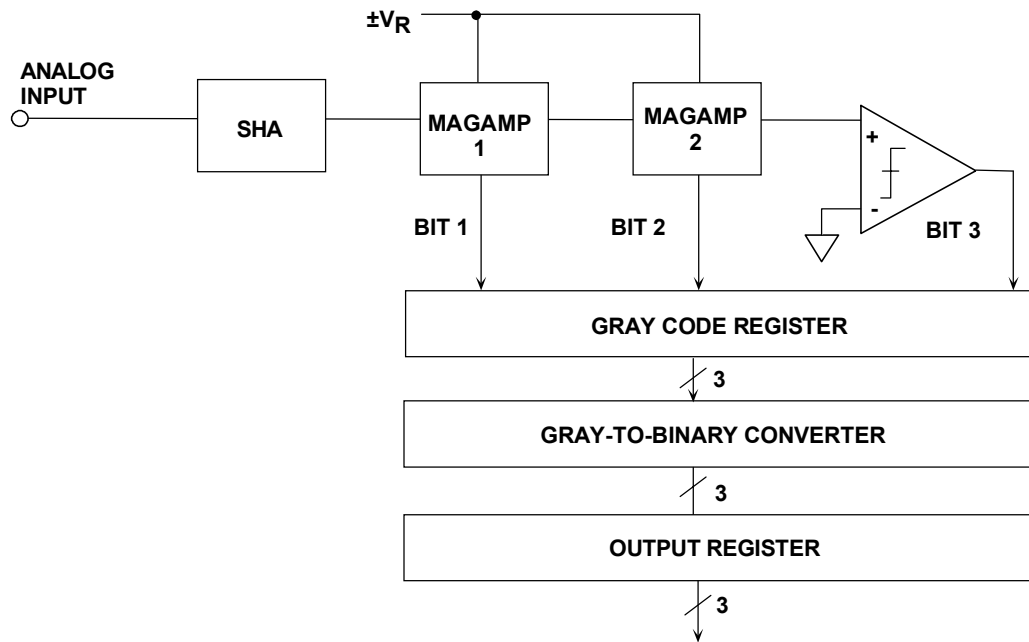 ±VR
ANALOG
INPUT
SHA
MAGAMP
1
MAGAMP
2
+
-
BIT 1
BIT 2
BIT 3
GRAY CODE REGISTER
3
GRAY-TO-BINARY CONVERTER
3
OUTPUT REGISTER
3